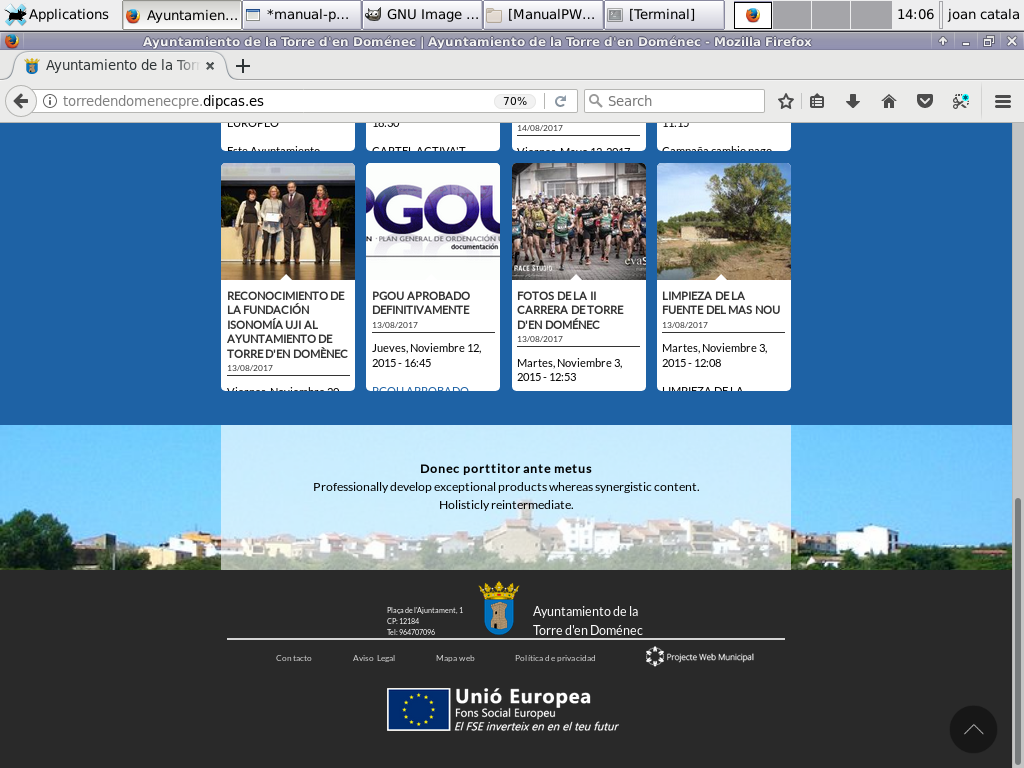 Applications
Ayuntamien...
*manual-p...
GNU Image ...
[ManualPW...
[Terminal]
14:06
joan catala
Ayuntamiento de la Torre d'en Doménec | Ayuntamiento de la Torre d'en Doménec - Mozilla Firefox
Ayuntamiento de la Torr
torredendomenecpre.dipcas.es
70%
Search
EUROPEO
18:30
14/08/2017
11:15
Este Ayuntamiento
CARTEL ACTIVA'T
Viernes, Mayo 12, 2017
Campaña cambio pago
PGOU
N · PLAN GENERAL DE ORDENACIÓN U
documentación
RACE STUDIO
evaS
RECONOCIMIENTO DE
LA FUNDACIÓN
ISONOMÍA UJI AL
AYUNTAMIENTO DE
TORRE D'EN DOMÈNEC
13/08/2017
Viernes, Noviembre 20,
PGOU APROBADO
DEFINITIVAMENTE
13/08/2017
Jueves, Noviembre 12,
2015 - 16:45
PGOU APROBADO
FOTOS DE LA II
CARRERA DE TORRE
D'EN DOMÉNEC
13/08/2017
Martes, Noviembre 3,
2015 - 12:53
LIMPIEZA DE LA
FUENTE DEL MAS NOU
13/08/2017
Martes, Noviembre 3,
2015 - 12:08
LIMPIEZA DE LA
Donec porttitor ante metus
Professionally develop exceptional products whereas synergistic content.
Holisticly reintermediate.
Plaça de l'Ajuntament, 1
CP: 12184
Tel: 964707096
Ayuntamiento de la
Torre d'en Doménec
Contacto
Aviso Legal
Mapa web
Política de privacidad
Projecte Web Municipal
Unió Europea
Fons Social Europeu
El FSE inverteix en en el teu futur